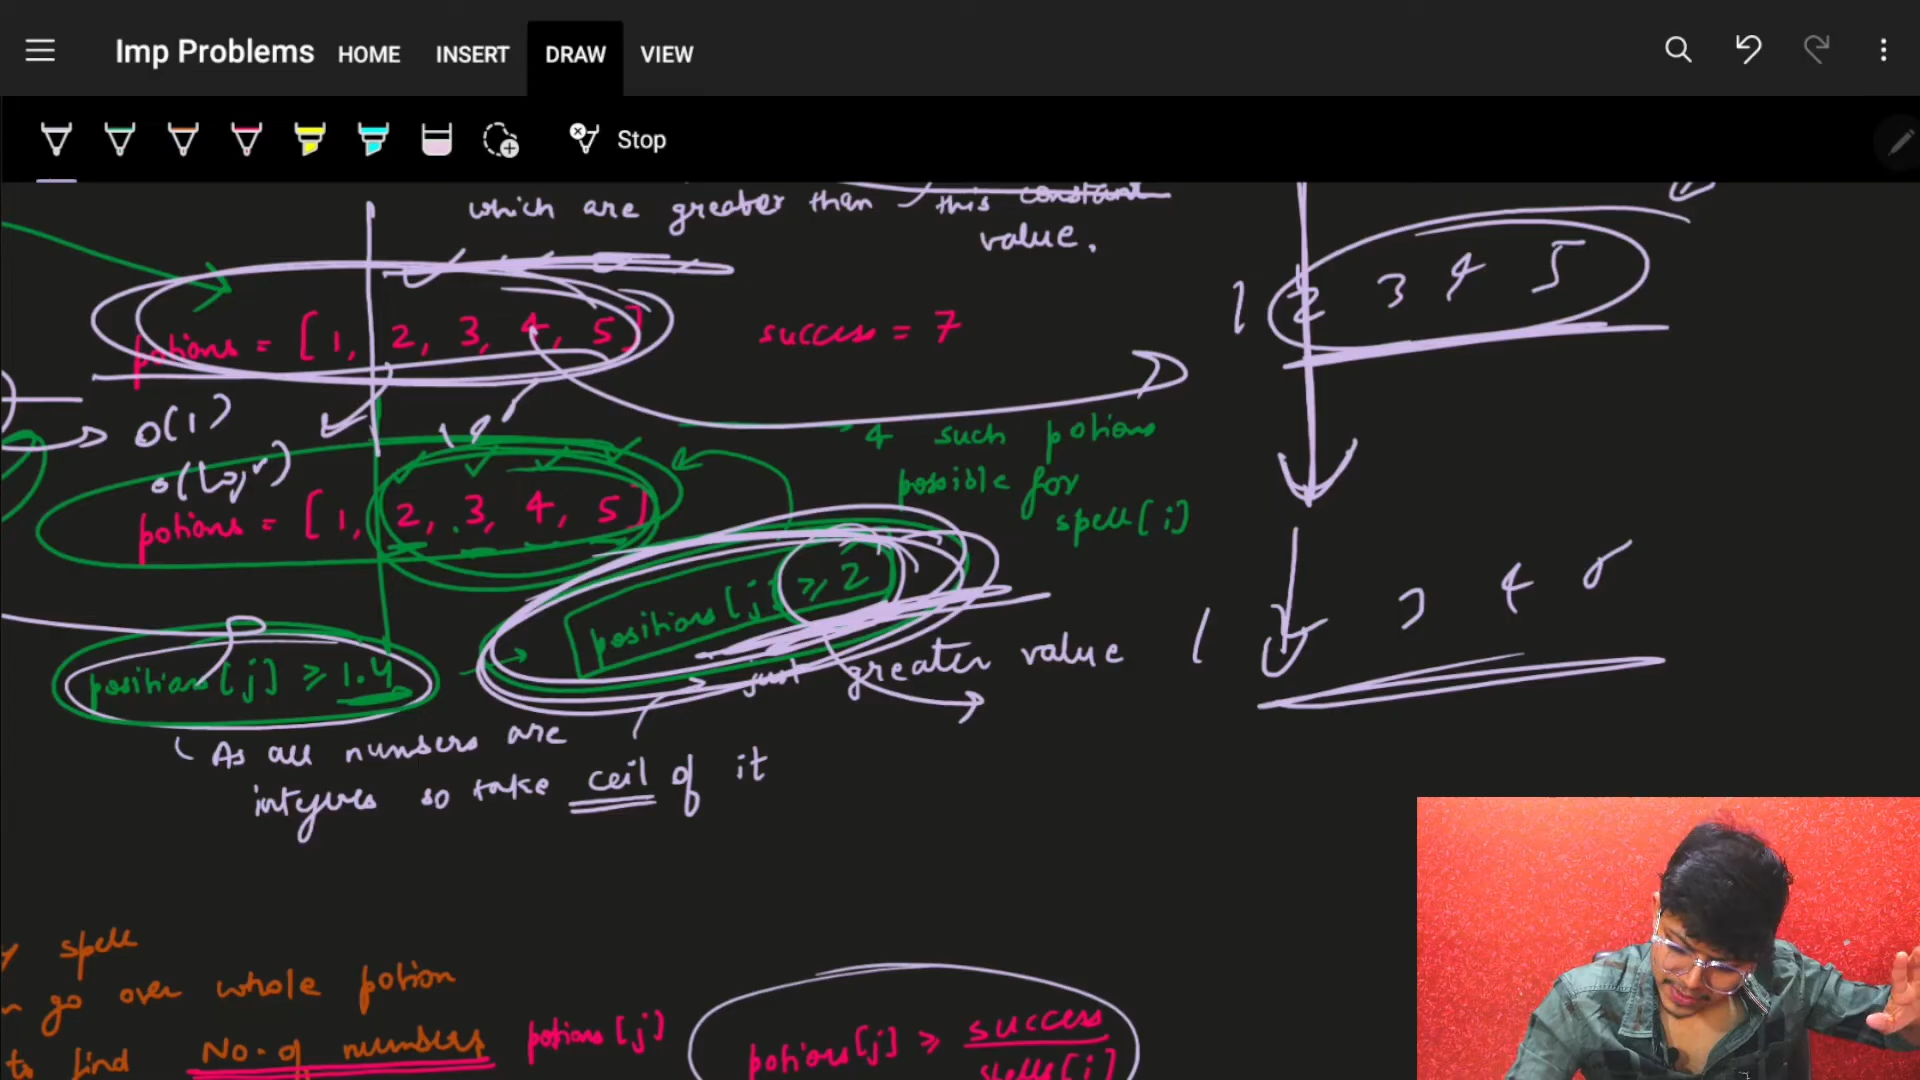 Imp Problems HOME INSERT DRAW VIEW
Stop
which are greater than this constant
value.
potions = [1, 2, 3, 4, 5] success = 7
1 2 3 4 5
O(1)
4 such potions
possible for
spell[i]
potions = [1, 2, 3, 4, 5]
positions[j] ≥ 2
1 3 4 5
positions[j] ≥ 1.4
just greater value
As all numbers are
integers so take ceil of it
spell
go over whole potion
to find No. of numbers potions[j]
potions[j] ≥ success
spells[i]